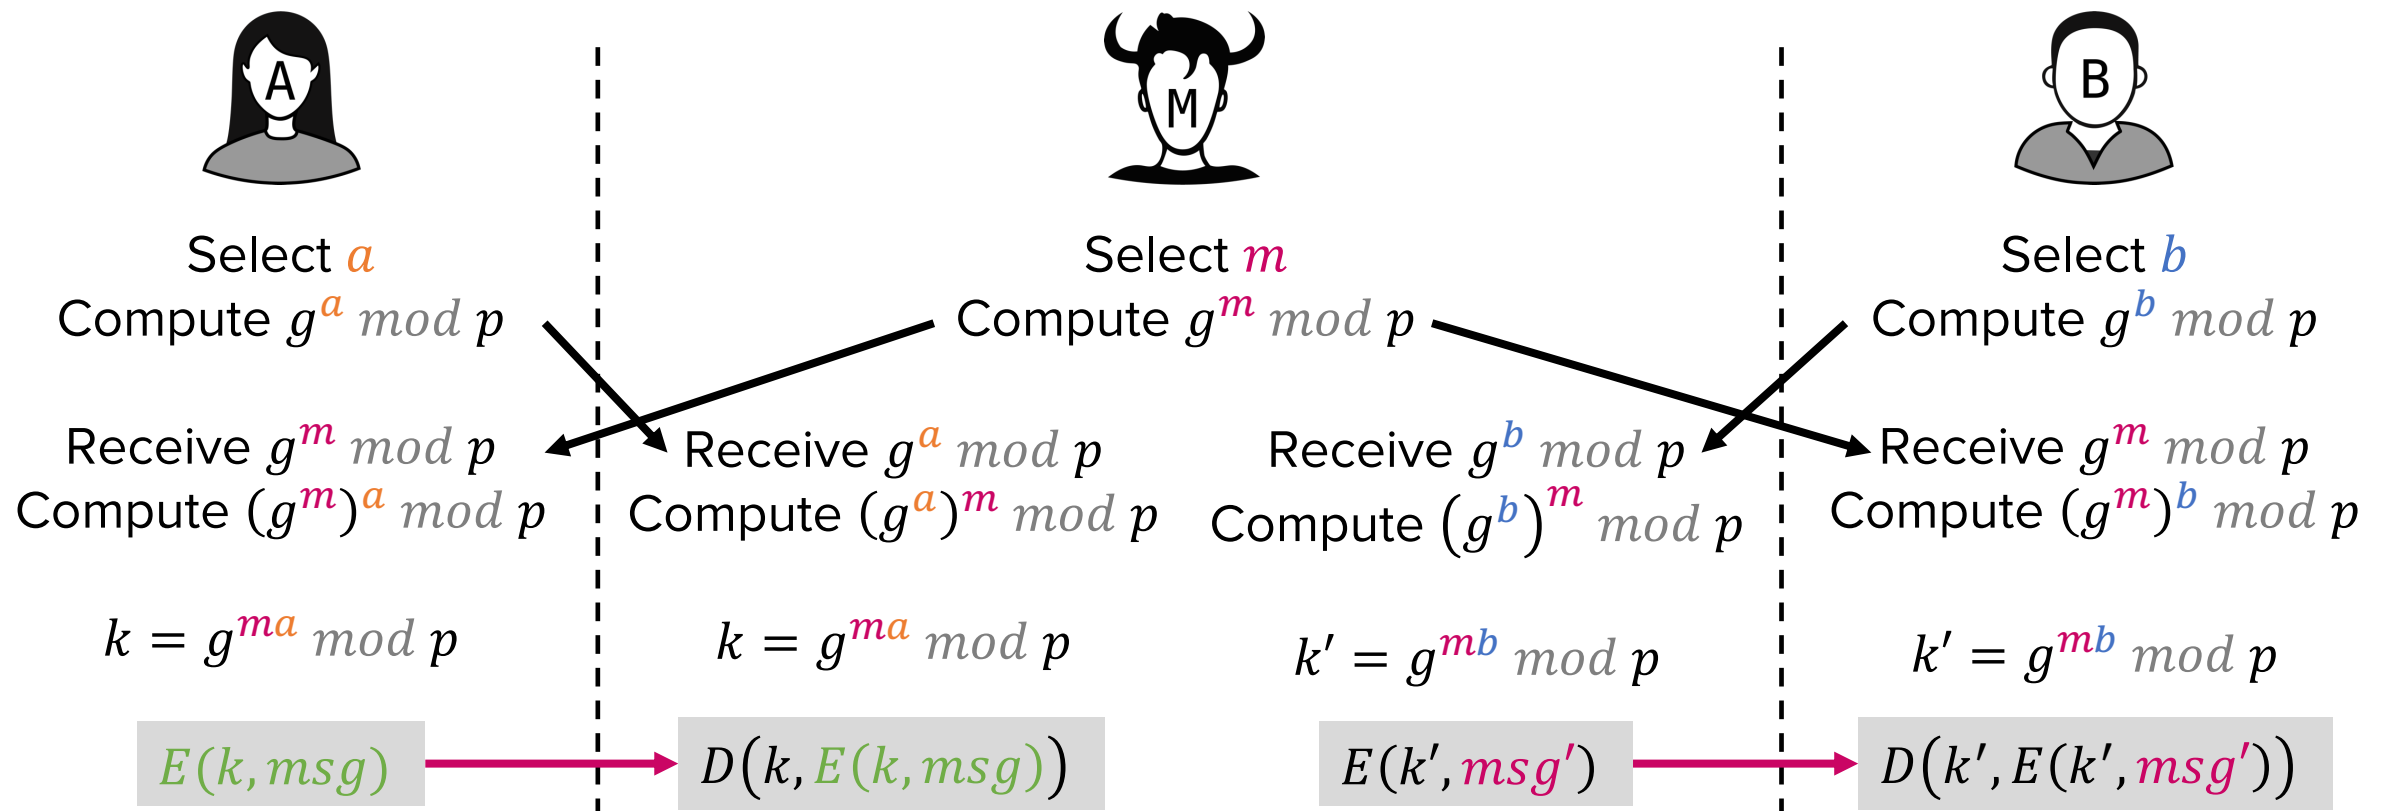 A
M
B
Select a
Compute g^a mod p
Select m
Compute g^m mod p
Select b
Compute g^b mod p
Receive g^m mod p
Compute (g^m)^a mod p
Receive g^a mod p
Compute (g^a)^m mod p
Receive g^b mod p
Compute (g^b)^m mod p
Receive g^m mod p
Compute (g^m)^b mod p
k = g^{ma} mod p
k = g^{ma} mod p
k′ = g^{mb} mod p
k′ = g^{mb} mod p
E(k, msg)
D(k, E(k, msg))
E(k′, msg′)
D(k′, E(k′, msg′))